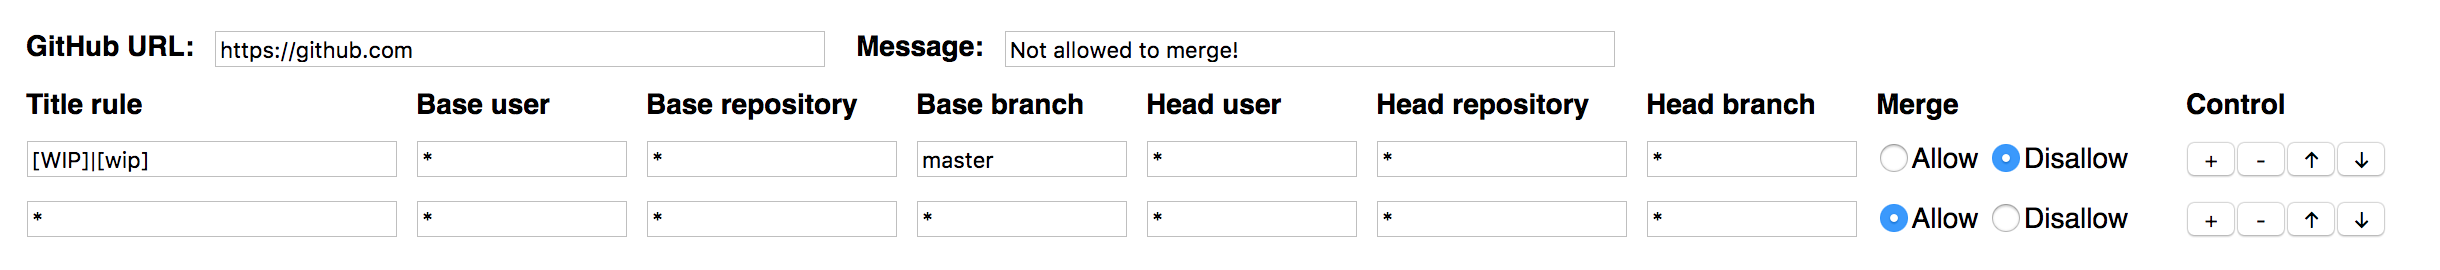 GitHub URL: https://github.com Message: Not allowed to merge!
Title rule Base user Base repository Base branch Head user Head repository Head branch Merge Control
[WIP]|[wip] * * master * * * Allow Disallow + - ↑ ↓
* * * * * * * Allow Disallow + - ↑ ↓